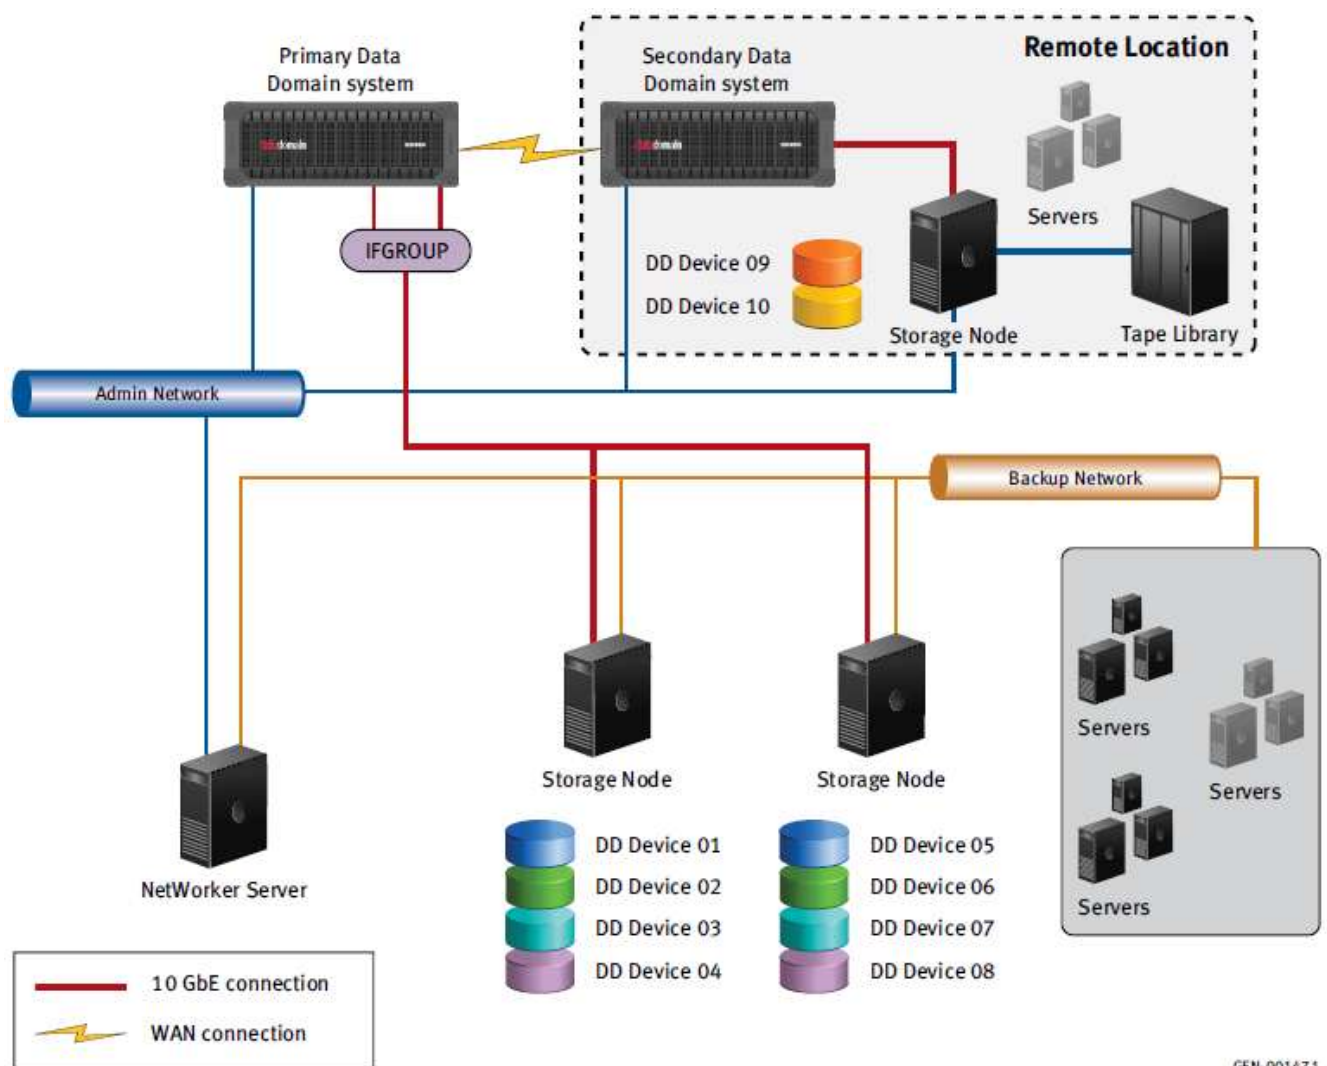 Primary Data
Domain system
Secondary Data
Domain system
Remote Location
Servers
IFGROUP
DD Device 09
DD Device 10
Storage Node
Tape Library
Admin Network
Backup Network
Storage Node
Storage Node
Servers
Servers
Servers
NetWorker Server
DD Device 01
DD Device 02
DD Device 03
DD Device 04
DD Device 05
DD Device 06
DD Device 07
DD Device 08
10 GbE connection
WAN connection